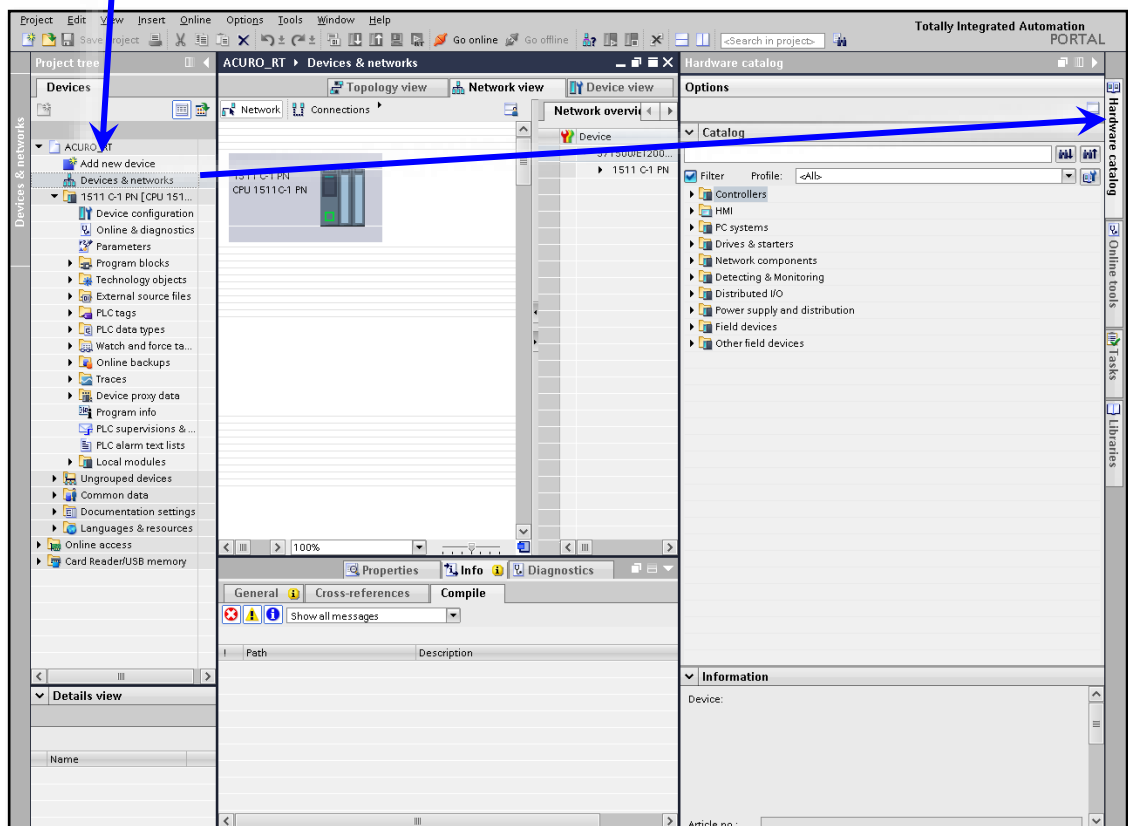 Project Edit View Insert Online Options Tools Window Help
Totally Integrated Automation
PORTAL
Save project
Go online
Go offline
<Search in project>
Project tree
ACURO_RT
Devices & networks
Hardware catalog
Devices
Topology view
Network view
Device view
Options
Network
Connections
Network overvi
Device
Catalog
S71500/ET200...
1511 C-1 PN
1511 C-1 PN
CPU 1511C-1 PN
Filter
Profile:
<All>
Controllers
HMI
PC systems
Drives & starters
Network components
Detecting & Monitoring
Distributed I/O
Power supply and distribution
Field devices
Other field devices
ACURO_RT
Add new device
Devices & networks
1511 C-1 PN [CPU 151...
Device configuration
Online & diagnostics
Parameters
Program blocks
Technology objects
External source files
PLC tags
PLC data types
Watch and force ta...
Online backups
Traces
Device proxy data
Program info
PLC supervisions & ...
PLC alarm text lists
Local modules
Ungrouped devices
Common data
Documentation settings
Languages & resources
Online access
Card Reader/USB memory
100%
Properties
Info
Diagnostics
General
Cross-references
Compile
Show all messages
!
Path
Description
Details view
Name
Information
Device:
Article no.:
Devices & networks
Hardware catalog
Online tools
Tasks
Libraries